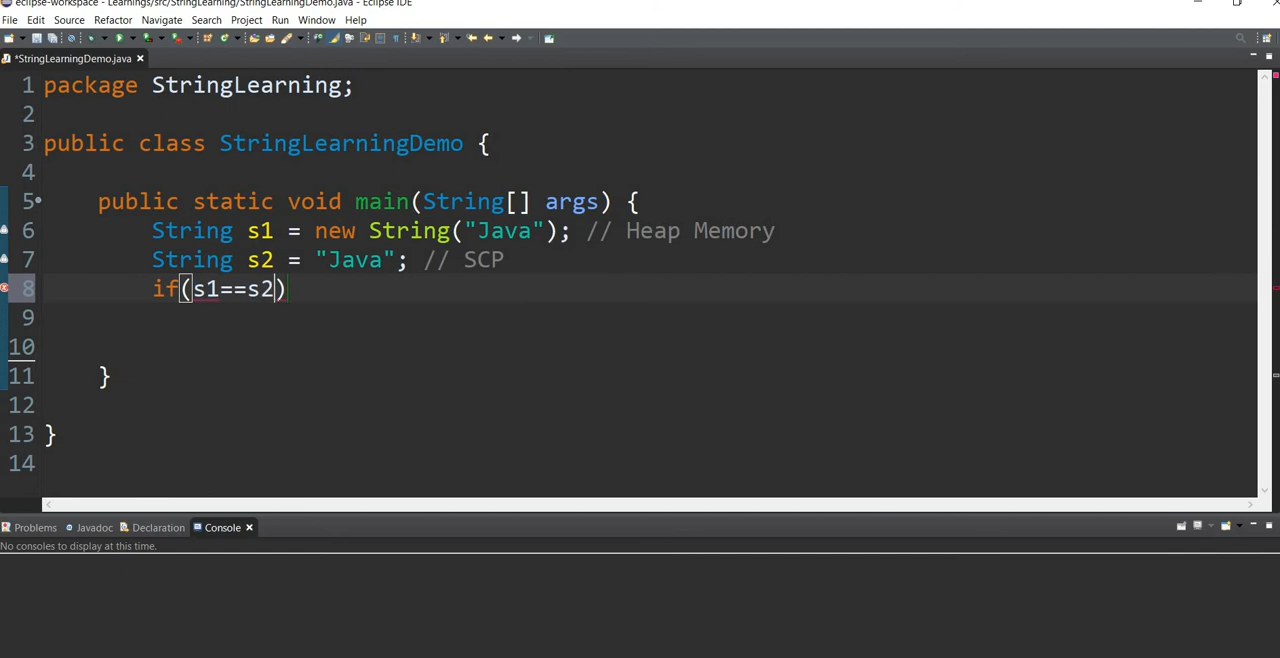 eclipse-workspace - Learnings/src/StringLearning/StringLearningDemo.java - Eclipse IDE
File Edit Source Refactor Navigate Search Project Run Window Help
*StringLearningDemo.java
1 package StringLearning;
2
3 public class StringLearningDemo {
4
5 public static void main(String[] args) {
6 String s1 = new String("Java"); // Heap Memory
7 String s2 = "Java"; // SCP
8 if(s1==s2)
9
10
11 }
12
13 }
14
Problems Javadoc Declaration Console
No consoles to display at this time.